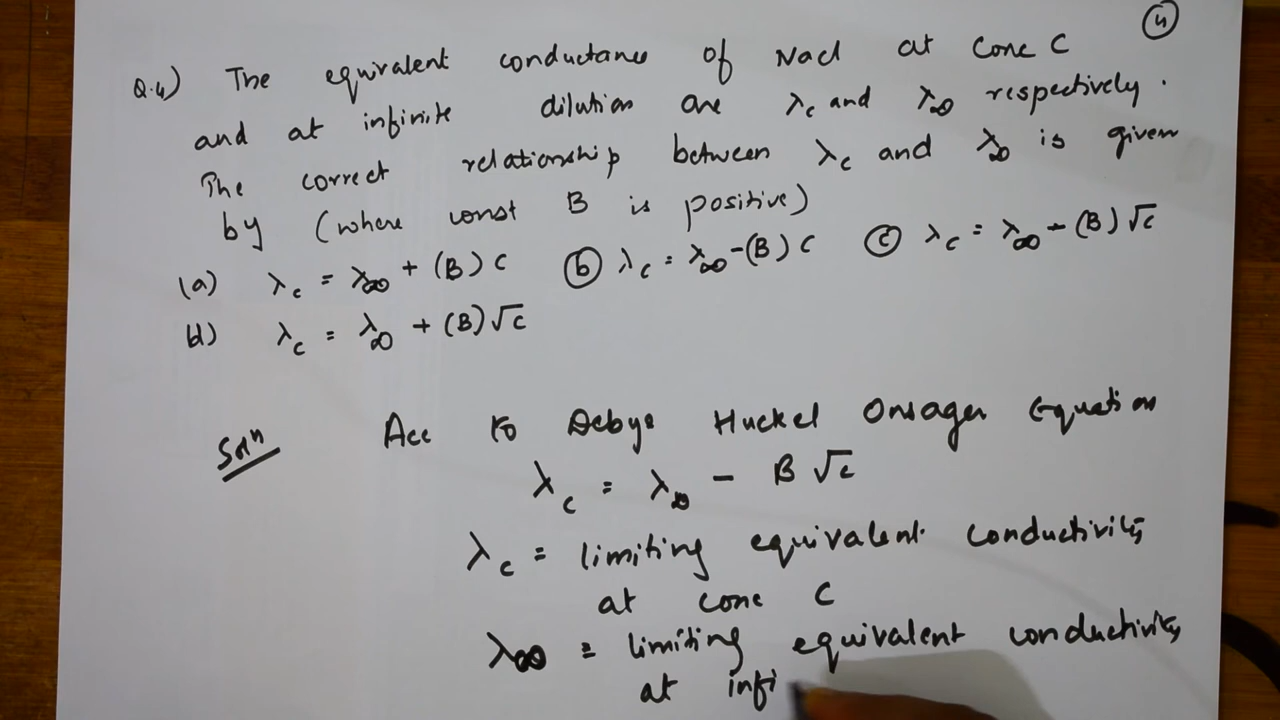 4
Q.4) The equivalent conductance of Nacl at conc C
and at infinite dilution are λc and λ∞ respectively.
The correct relationship between λc and λ∞ is given
by (where const B is positive)
(a) λc = λ∞ + (B) C (b) λc = λ∞ - (B) C (c) λc = λ∞ - (B) √c
d) λc = λ∞ + (B) √c
Solⁿ Acc to Debye Huckel Onsager Equation
λc = λ∞ - B √c
λc = limiting equivalent conductivity
at conc C
λ∞ = limiting equivalent conductivity
at infi